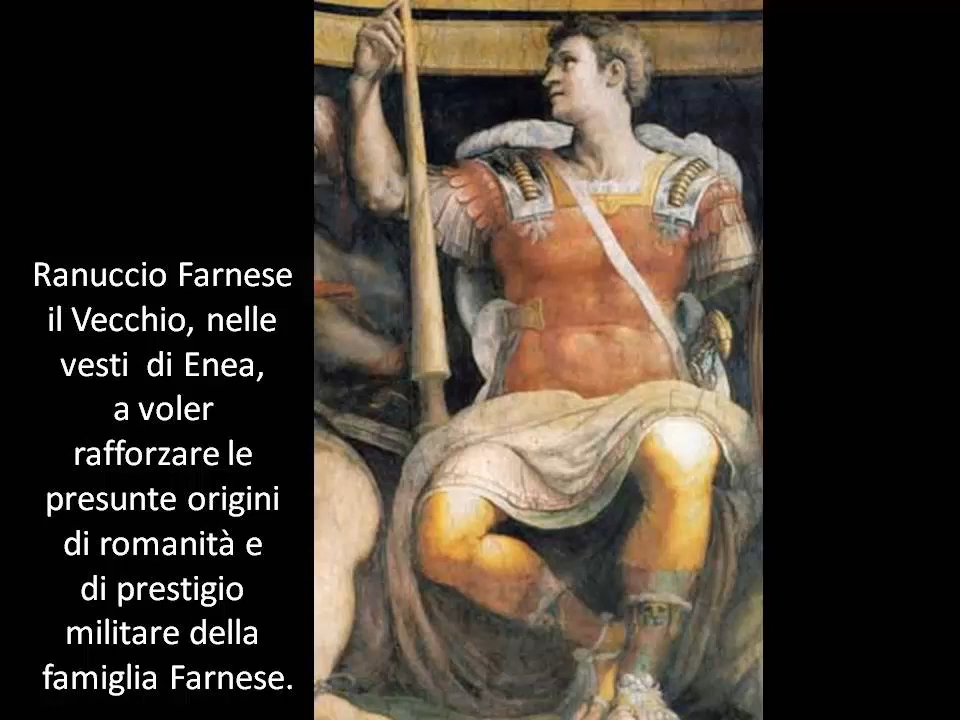 Ranuccio Farnese
il Vecchio, nelle
vesti di Enea,
a voler
rafforzare le
presunte origini
di romanità e
di prestigio
militare della
famiglia Farnese.